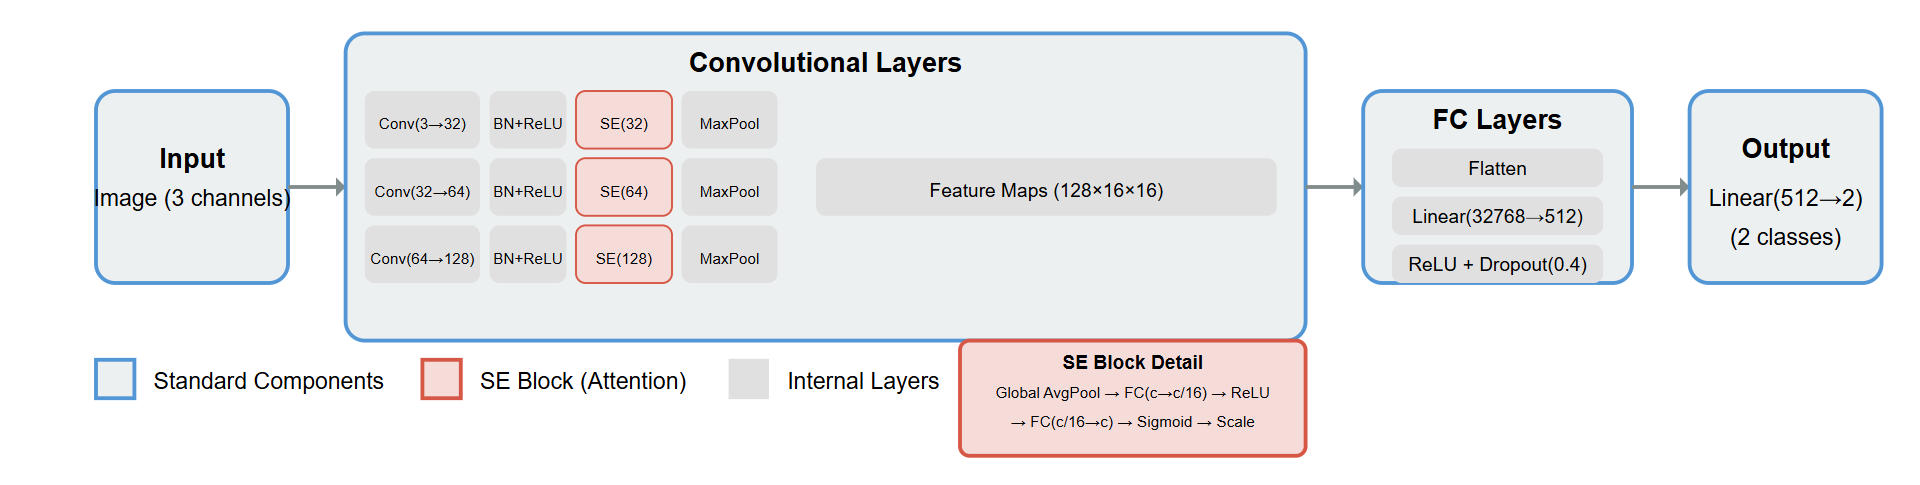 Input
Image (3 channels)
Convolutional Layers
Conv(3→32)
BN+ReLU
SE(32)
MaxPool
Conv(32→64)
BN+ReLU
SE(64)
MaxPool
Conv(64→128)
BN+ReLU
SE(128)
MaxPool
Feature Maps (128×16×16)
FC Layers
Flatten
Linear(32768→512)
ReLU + Dropout(0.4)
Output
Linear(512→2)
(2 classes)
Standard Components
SE Block (Attention)
Internal Layers
SE Block Detail
Global AvgPool → FC(c→c/16) → ReLU
→ FC(c/16→c) → Sigmoid → Scale